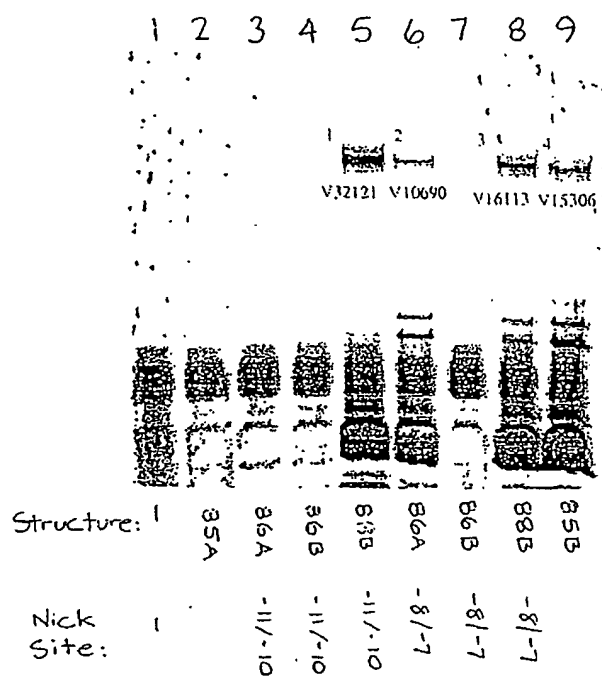 1 2 3 4 5 6 7 8 9
1 2 3 4
V32121 V10690 V16113 V15306
Structure: 1 85A 86A 86B 88B 86A 86B 88B 85B
Nick Site: 1 -11/-10 -11/-10 -11/-10 -8/-7 -8/-7 -8/-7